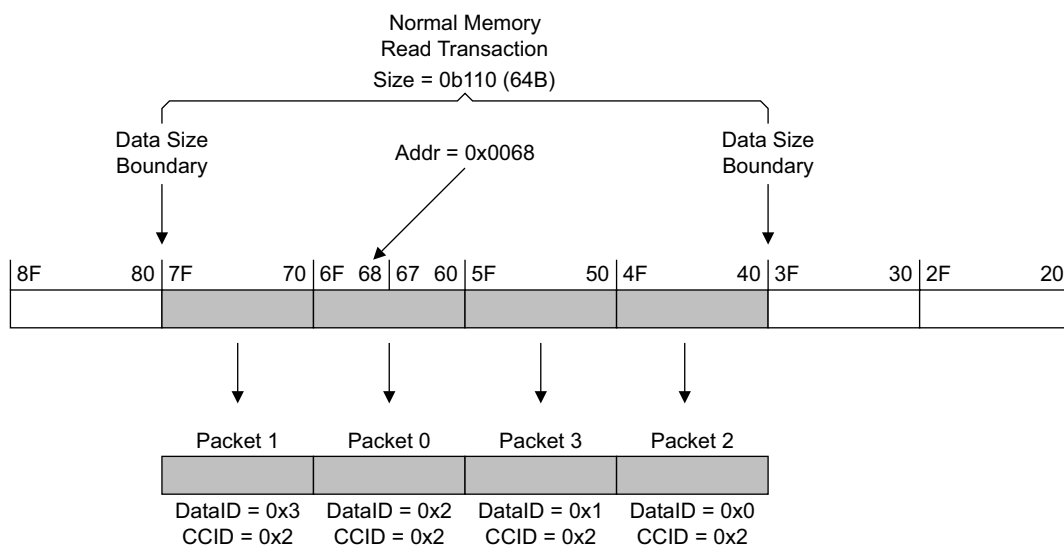 Normal Memory
Read Transaction
Size = 0b110 (64B)
Data Size
Boundary
Addr = 0x0068
Data Size
Boundary
8F 80 7F 70 6F 68 67 60 5F 50 4F 40 3F 30 2F 20
Packet 1 Packet 0 Packet 3 Packet 2
DataID = 0x3 DataID = 0x2 DataID = 0x1 DataID = 0x0
CCID = 0x2 CCID = 0x2 CCID = 0x2 CCID = 0x2